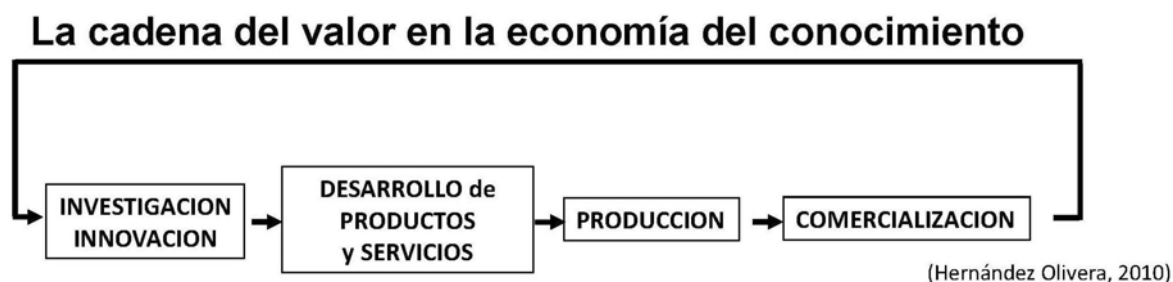 La cadena del valor en la economía del conocimiento
INVESTIGACION
INNOVACION
DESARROLLO de
PRODUCTOS
y SERVICIOS
PRODUCCION
COMERCIALIZACION
(Hernández Olivera, 2010)